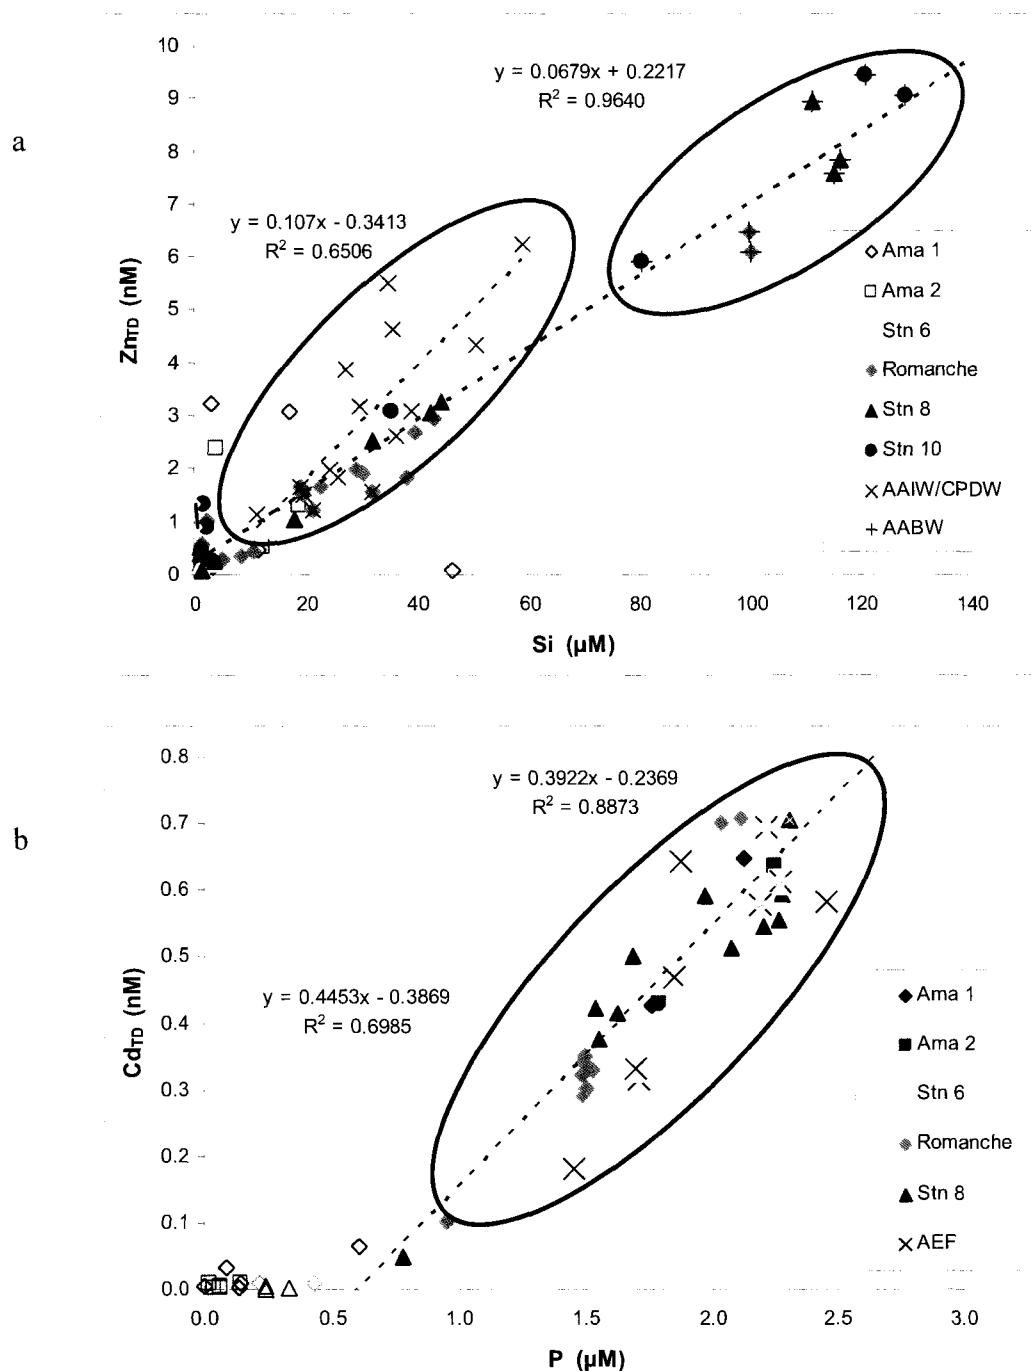 a
10
9
8
7
6
5
4
3
2
1
0
Zn_TD (nM)
y = 0.0679x + 0.2217
R² = 0.9640
y = 0.107x - 0.3413
R² = 0.6506
Ama 1
Ama 2
Stn 6
Romanche
Stn 8
Stn 10
AAIW/CPDW
AABW
0 20 40 60 80 100 120 140
Si (µM)
b
0.8
0.7
0.6
0.5
0.4
0.3
0.2
0.1
0.0
Cd_TD (nM)
y = 0.3922x - 0.2369
R² = 0.8873
y = 0.4453x - 0.3869
R² = 0.6985
Ama 1
Ama 2
Stn 6
Romanche
Stn 8
AEF
0.0 0.5 1.0 1.5 2.0 2.5 3.0
P (µM)